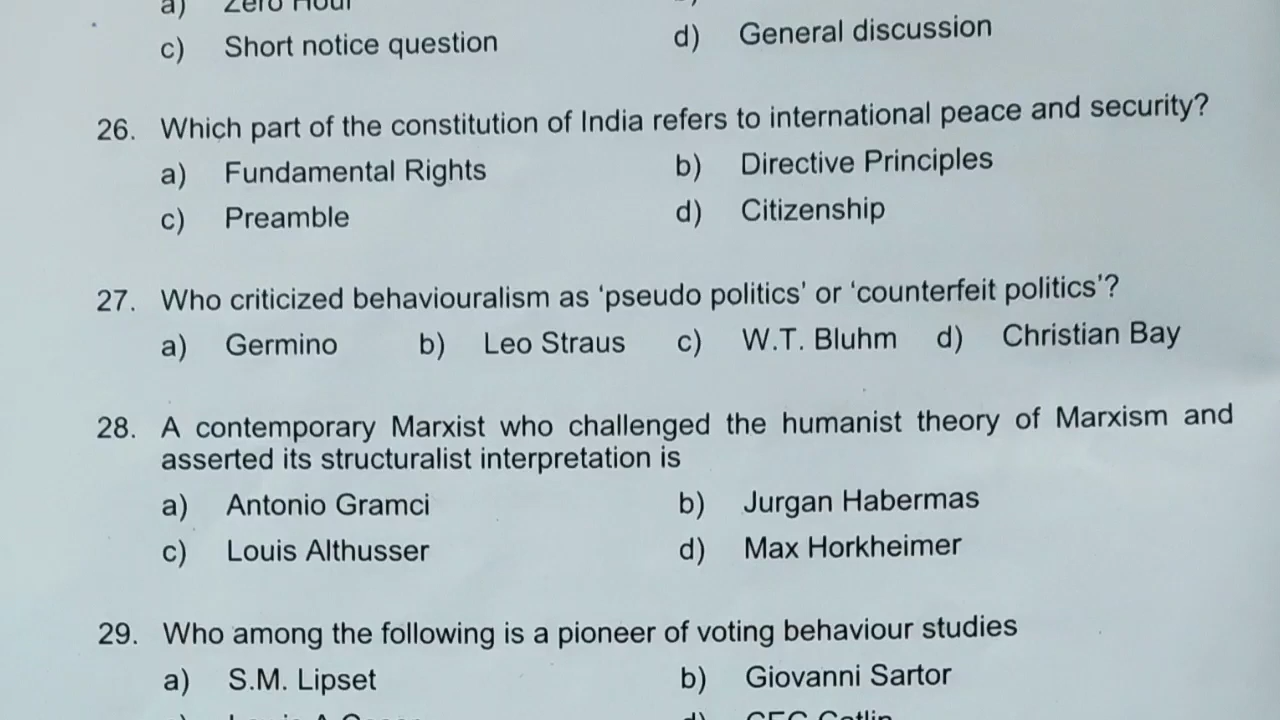 a) Zero Hour
c) Short notice question d) General discussion
26. Which part of the constitution of India refers to international peace and security?
a) Fundamental Rights b) Directive Principles
c) Preamble d) Citizenship
27. Who criticized behaviouralism as ‘pseudo politics’ or ‘counterfeit politics’?
a) Germino b) Leo Straus c) W.T. Bluhm d) Christian Bay
28. A contemporary Marxist who challenged the humanist theory of Marxism and
asserted its structuralist interpretation is
a) Antonio Gramci b) Jurgan Habermas
c) Louis Althusser d) Max Horkheimer
29. Who among the following is a pioneer of voting behaviour studies
a) S.M. Lipset b) Giovanni Sartor
d)